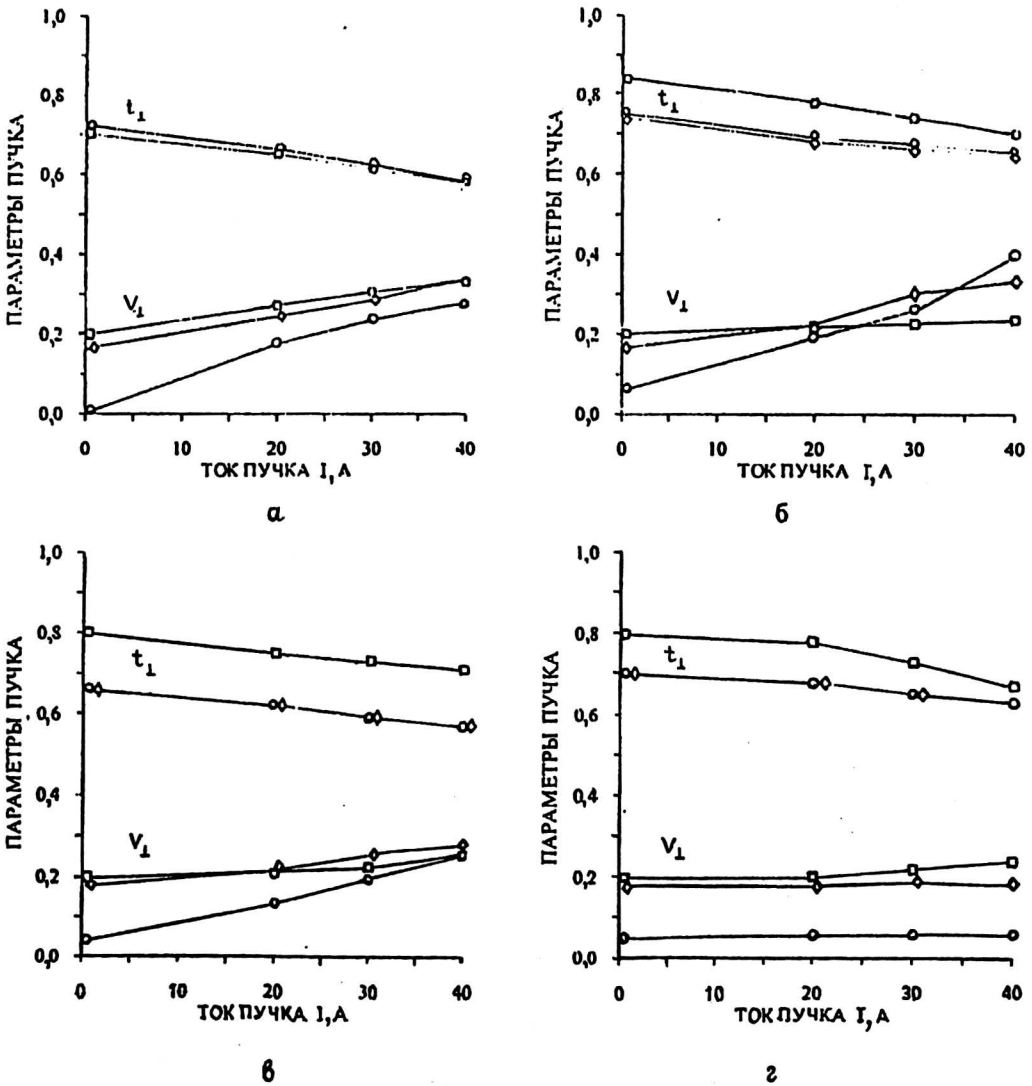 1,0
0,8
0,6
0,4
0,2
0,0
ПАРАМЕТРЫ ПУЧКА
t⊥
V⊥
0 10 20 30 40
ТОК ПУЧКА I, А
а
1,0
0,8
0,6
0,4
0,2
0,0
ПАРАМЕТРЫ ПУЧКА
t⊥
V⊥
0 10 20 30 40
ТОК ПУЧКА I, А
б
1,0
0,8
0,6
0,4
0,2
0,0
ПАРАМЕТРЫ ПУЧКА
t⊥
V⊥
0 10 20 30 40
ТОК ПУЧКА I, А
в
1,0
0,8
0,6
0,4
0,2
0,0
ПАРАМЕТРЫ ПУЧКА
t⊥
V⊥
0 10 20 30 40
ТОК ПУЧКА I, А
г